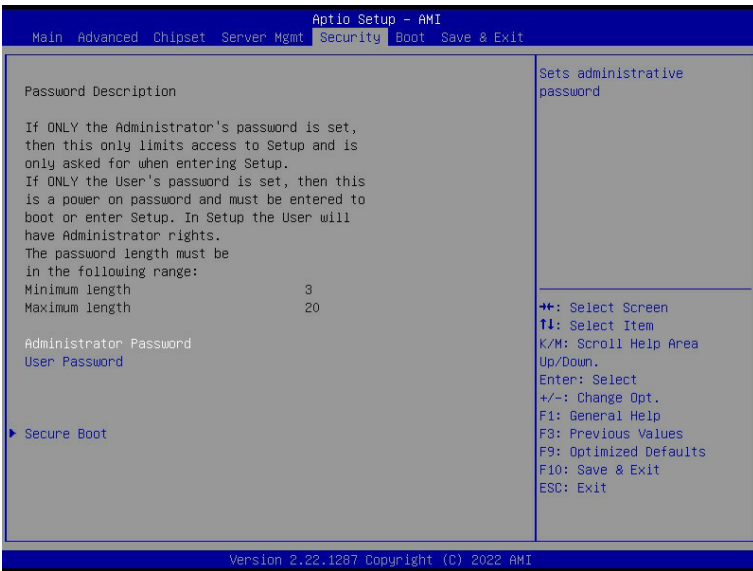 Aptio Setup - AMI
Main Advanced Chipset Server Mgmt Security Boot Save & Exit
Password Description
If ONLY the Administrator's password is set,
then this only limits access to Setup and is
only asked for when entering Setup.
If ONLY the User's password is set, then this
is a power on password and must be entered to
boot or enter Setup. In Setup the User will
have Administrator rights.
The password length must be
in the following range:
Minimum length 3
Maximum length 20
Administrator Password
User Password
Secure Boot
Sets administrative
password
→←: Select Screen
↑↓: Select Item
K/M: Scroll Help Area
Up/Down.
Enter: Select
+/-: Change Opt.
F1: General Help
F3: Previous Values
F9: Optimized Defaults
F10: Save & Exit
ESC: Exit
Version 2.22.1287 Copyright (C) 2022 AMI